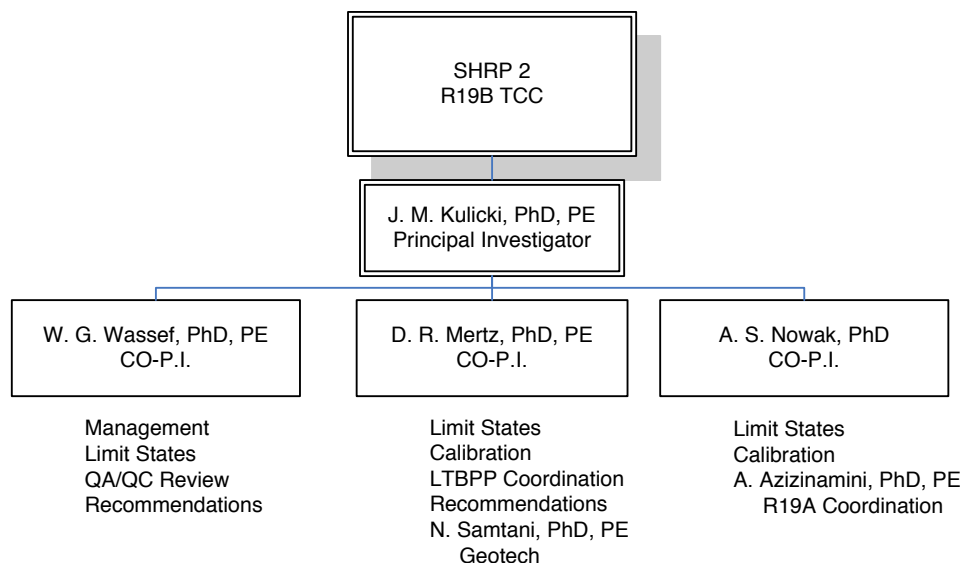 SHRP 2
R19B TCC
J. M. Kulicki, PhD, PE
Principal Investigator
W. G. Wassef, PhD, PE
CO-P.I.
D. R. Mertz, PhD, PE
CO-P.I.
A. S. Nowak, PhD
CO-P.I.
Management
Limit States
QA/QC Review
Recommendations
Limit States
Calibration
LTBPP Coordination
Recommendations
N. Samtani, PhD, PE
Geotech
Limit States
Calibration
A. Azizinamini, PhD, PE
R19A Coordination